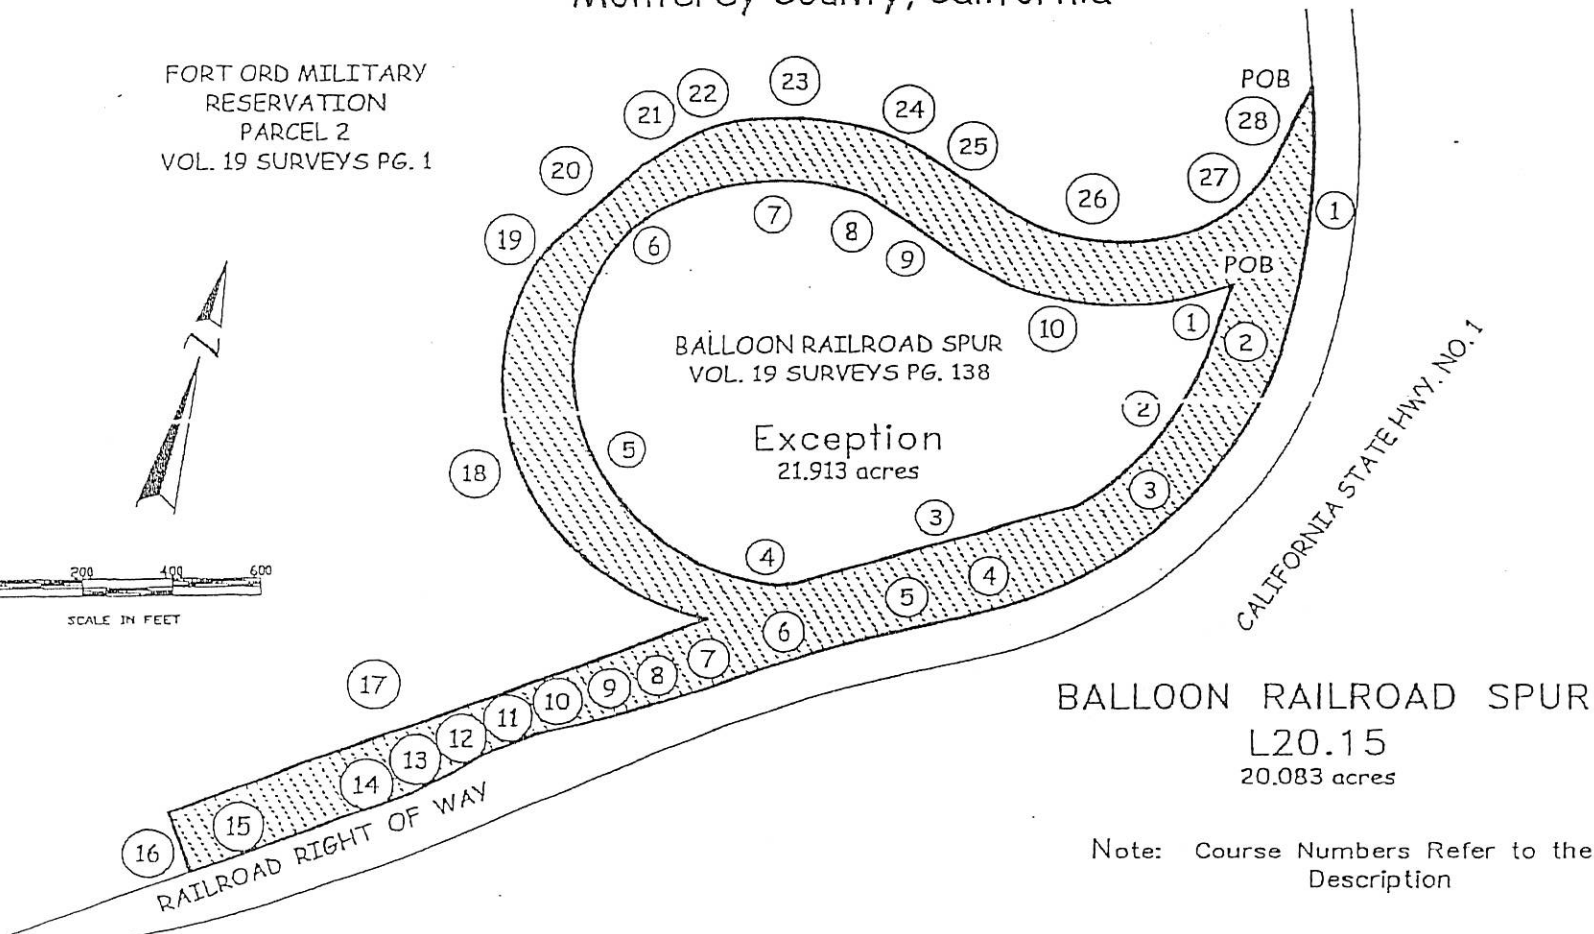 Monterey County, California
FORT ORD MILITARY
RESERVATION
PARCEL 2
VOL. 19 SURVEYS PG. 1
POB
28
27
26
25
24
23
22
21
20
19
18
17
16
1
POB
1
2
2
3
3
4
4
5
5
6
6
7
7
8
8
9
9
10
10
11
12
13
14
15
BALLOON RAILROAD SPUR
VOL. 19 SURVEYS PG. 138
Exception
21.913 acres
N
200 400 600
SCALE IN FEET
CALIFORNIA STATE HWY. NO. 1
RAILROAD RIGHT OF WAY
BALLOON RAILROAD SPUR
L20.15
20.083 acres
Note: Course Numbers Refer to the
Description